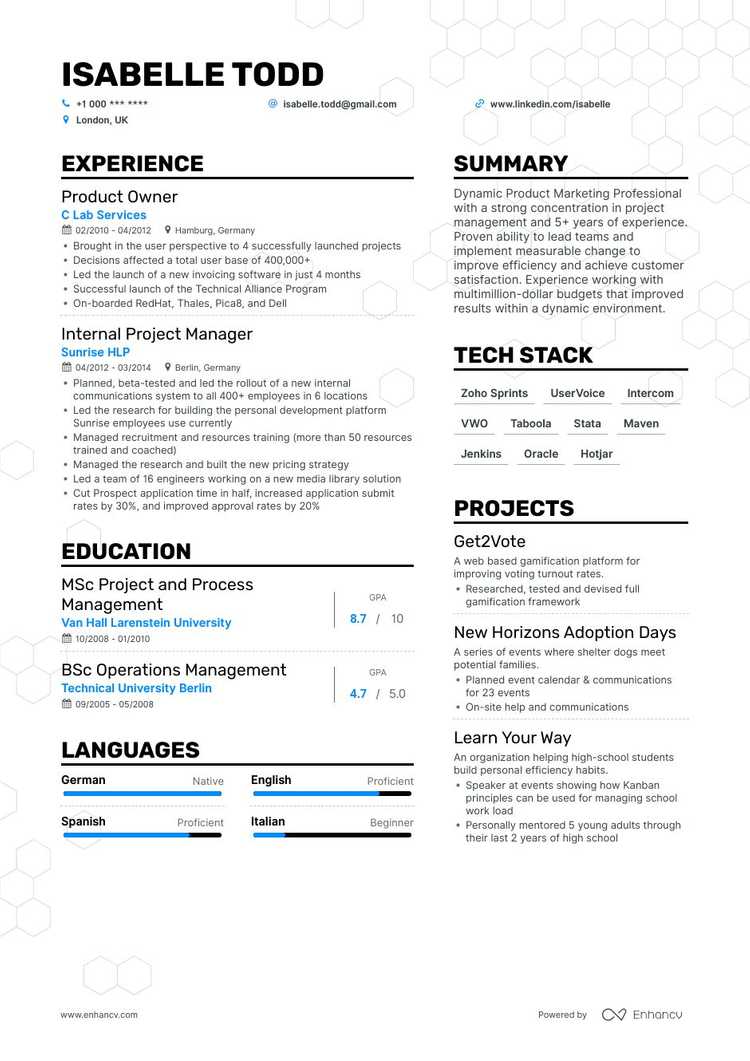 ISABELLE TODD
+1 000 *** ****
isabelle.todd@gmail.com
www.linkedin.com/isabelle
London, UK
EXPERIENCE
Product Owner
C Lab Services
02/2010 - 04/2012 Hamburg, Germany
• Brought in the user perspective to 4 successfully launched projects
• Decisions affected a total user base of 400,000+
• Led the launch of a new invoicing software in just 4 months
• Successful launch of the Technical Alliance Program
• On-boarded RedHat, Thales, Pica8, and Dell
Internal Project Manager
Sunrise HLP
04/2012 - 03/2014 Berlin, Germany
• Planned, beta-tested and led the rollout of a new internal
communications system to all 400+ employees in 6 locations
• Led the research for building the personal development platform
Sunrise employees use currently
• Managed recruitment and resources training (more than 50 resources
trained and coached)
• Managed the research and built the new pricing strategy
• Led a team of 16 engineers working on a new media library solution
• Cut Prospect application time in half, increased application submit
rates by 30%, and improved approval rates by 20%
EDUCATION
MSc Project and Process
Management
Van Hall Larenstein University
10/2008 - 01/2010
GPA
8.7 / 10
BSc Operations Management
Technical University Berlin
09/2005 - 05/2008
GPA
4.7 / 5.0
LANGUAGES
German Native
English Proficient
Spanish Proficient
Italian Beginner
SUMMARY
Dynamic Product Marketing Professional
with a strong concentration in project
management and 5+ years of experience.
Proven ability to lead teams and
implement measurable change to
improve efficiency and achieve customer
satisfaction. Experience working with
multimillion-dollar budgets that improved
results within a dynamic environment.
TECH STACK
Zoho Sprints UserVoice Intercom
VWO Taboola Stata Maven
Jenkins Oracle Hotjar
PROJECTS
Get2Vote
A web based gamification platform for
improving voting turnout rates.
• Researched, tested and devised full
gamification framework
New Horizons Adoption Days
A series of events where shelter dogs meet
potential families.
• Planned event calendar & communications
for 23 events
• On-site help and communications
Learn Your Way
An organization helping high-school students
build personal efficiency habits.
• Speaker at events showing how Kanban
principles can be used for managing school
work load
• Personally mentored 5 young adults through
their last 2 years of high school
www.enhancv.com
Powered by Enhancv